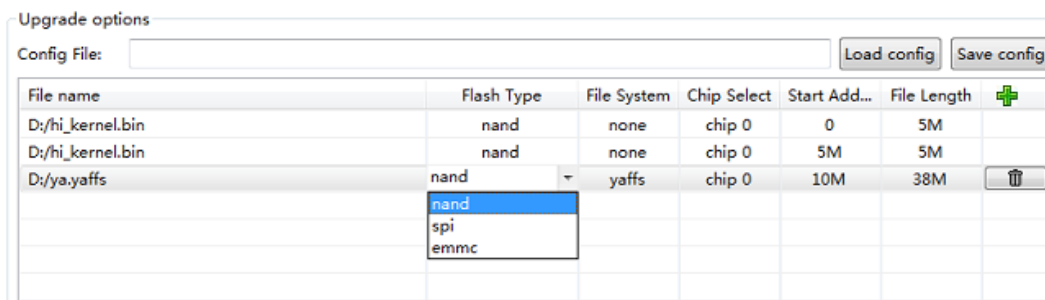 Upgrade options
Config File: Load config Save config
File name Flash Type File System Chip Select Start Add... File Length
D:/hi_kernel.bin nand none chip 0 0 5M
D:/hi_kernel.bin nand none chip 0 5M 5M
D:/ya.yaffs nand yaffs chip 0 10M 38M
nand
spi
emmc